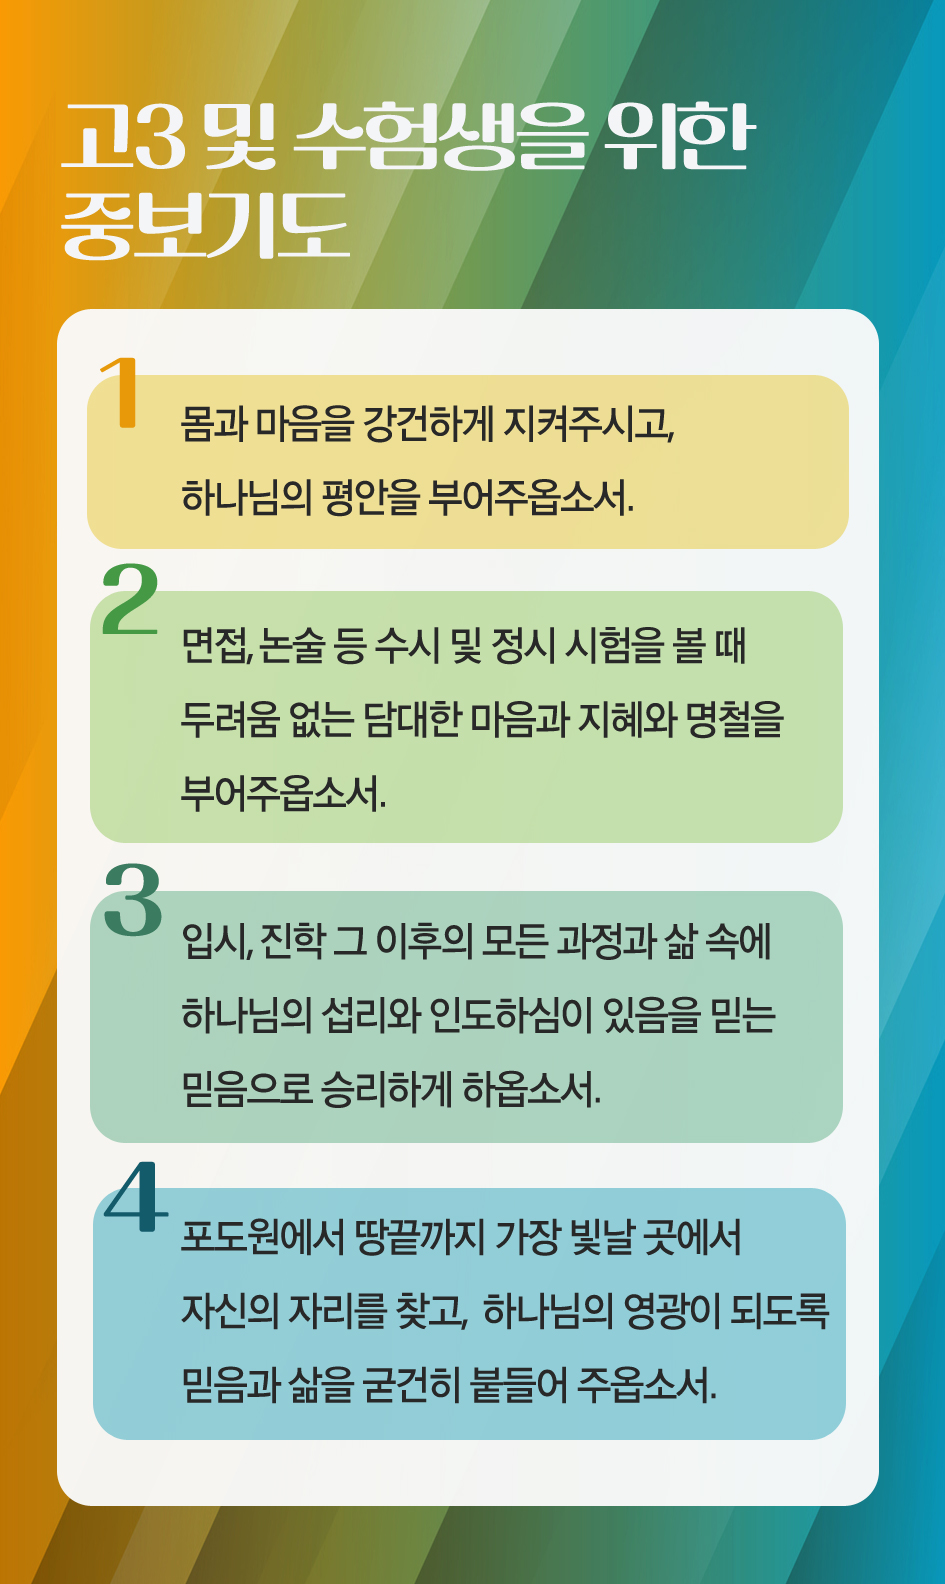 고3 및 수험생을 위한
중보기도
1
몸과 마음을 강건하게 지켜주시고,
하나님의 평안을 부어주옵소서.
2
면접, 논술 등 수시 및 정시 시험을 볼 때
두려움 없는 담대한 마음과 지혜와 명철을
부어주옵소서.
3
입시, 진학 그 이후의 모든 과정과 삶 속에
하나님의 섭리와 인도하심이 있음을 믿는
믿음으로 승리하게 하옵소서.
4
포도원에서 땅끝까지 가장 빛날 곳에서
자신의 자리를 찾고, 하나님의 영광이 되도록
믿음과 삶을 굳건히 붙들어 주옵소서.